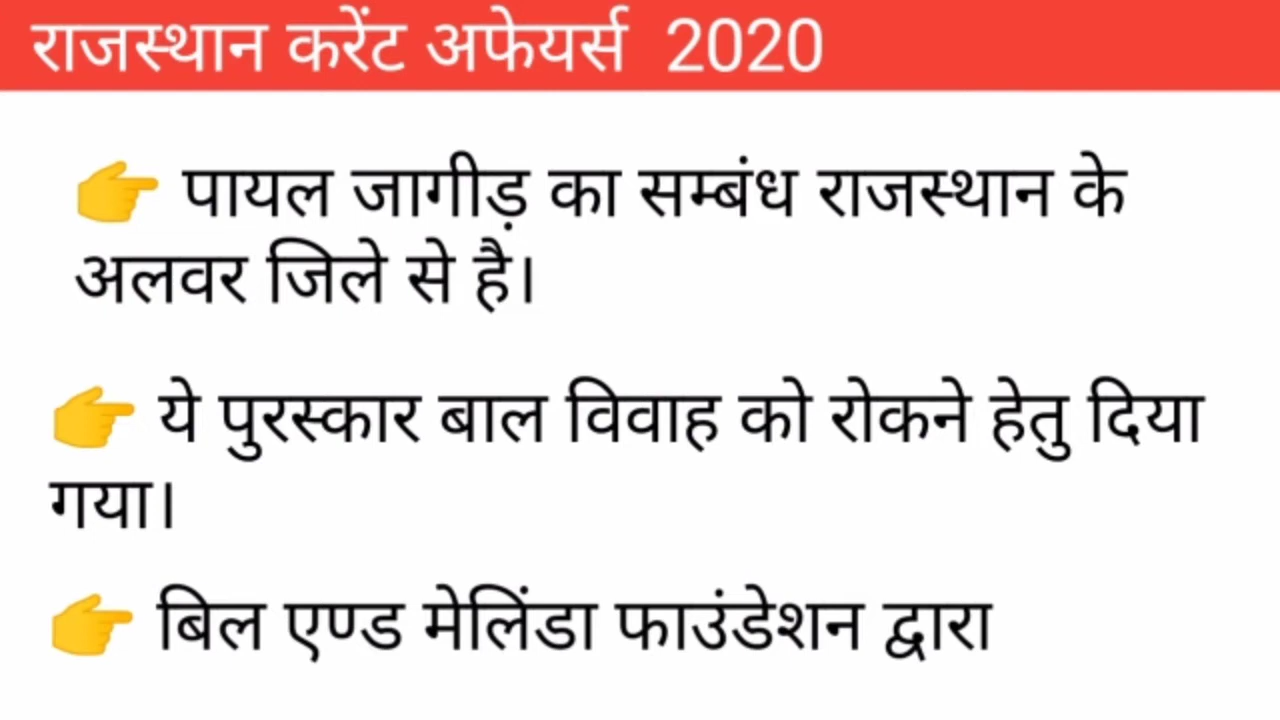 राजस्थान करेंट अफेयर्स 2020
👉 पायल जागीड़ का सम्बंध राजस्थान के
अलवर जिले से है।
👉 ये पुरस्कार बाल विवाह को रोकने हेतु दिया
गया।
👉 बिल एण्ड मेलिंडा फाउंडेशन द्वारा